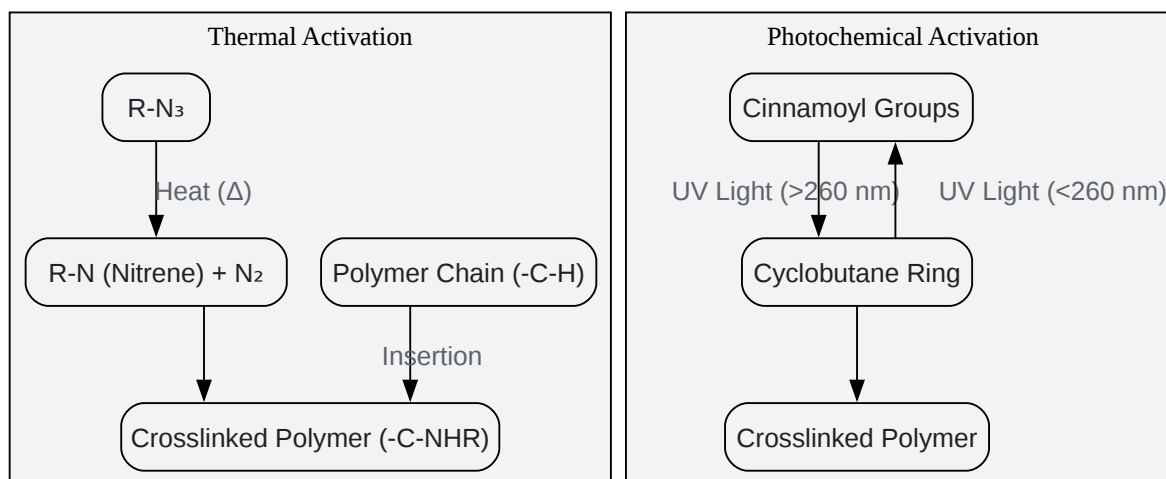 Thermal Activation
R-N₃
Heat (Δ)
R-N (Nitrene) + N₂
Polymer Chain (-C-H)
Insertion
Crosslinked Polymer (-C-NHR)
Photochemical Activation
Cinnamoyl Groups
UV Light (>260 nm)
UV Light (<260 nm)
Cyclobutane Ring
Crosslinked Polymer